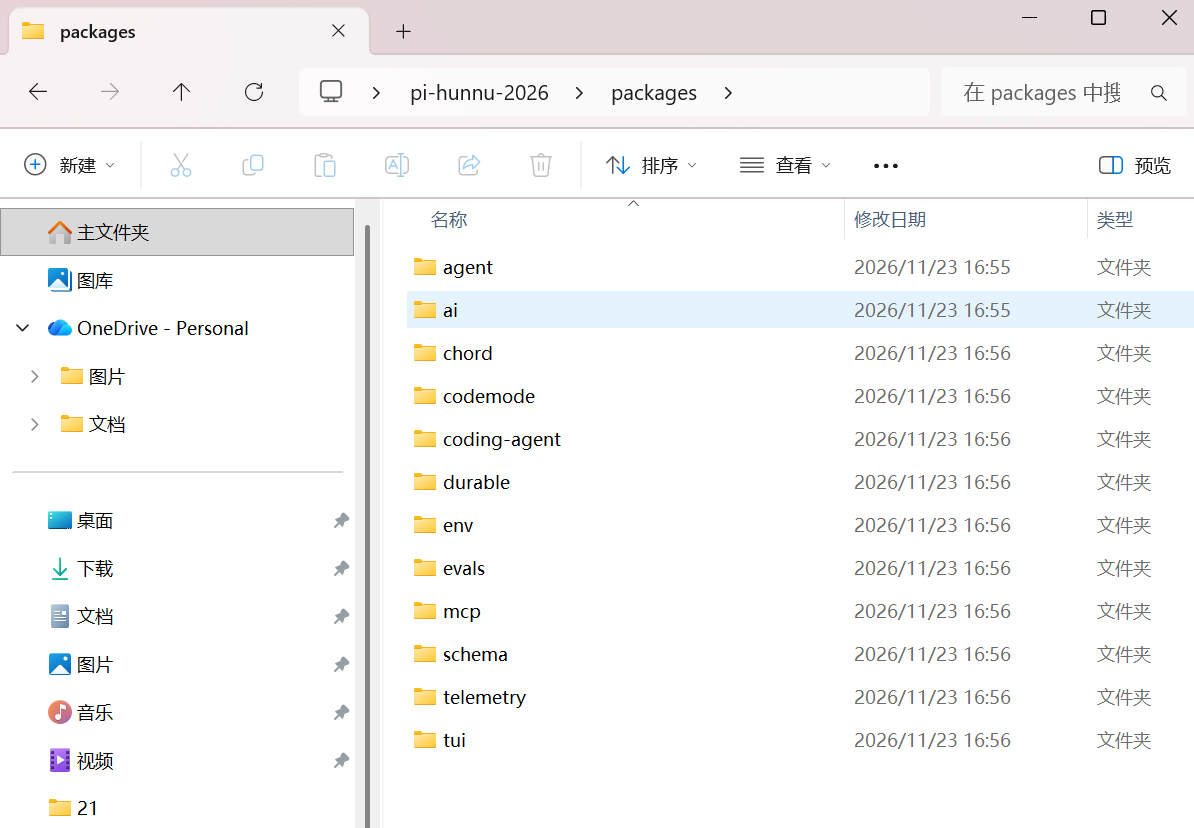 packages
pi-hunnu-2026 packages
在 packages 中搜
新建 排序 查看 预览
主文件夹
图库
OneDrive - Personal
图片
文档
桌面
下载
文档
图片
音乐
视频
21
名称 修改日期 类型
agent 2026/11/23 16:55 文件夹
ai 2026/11/23 16:55 文件夹
chord 2026/11/23 16:56 文件夹
codemode 2026/11/23 16:56 文件夹
coding-agent 2026/11/23 16:56 文件夹
durable 2026/11/23 16:56 文件夹
env 2026/11/23 16:56 文件夹
evals 2026/11/23 16:56 文件夹
mcp 2026/11/23 16:56 文件夹
schema 2026/11/23 16:56 文件夹
telemetry 2026/11/23 16:56 文件夹
tui 2026/11/23 16:56 文件夹